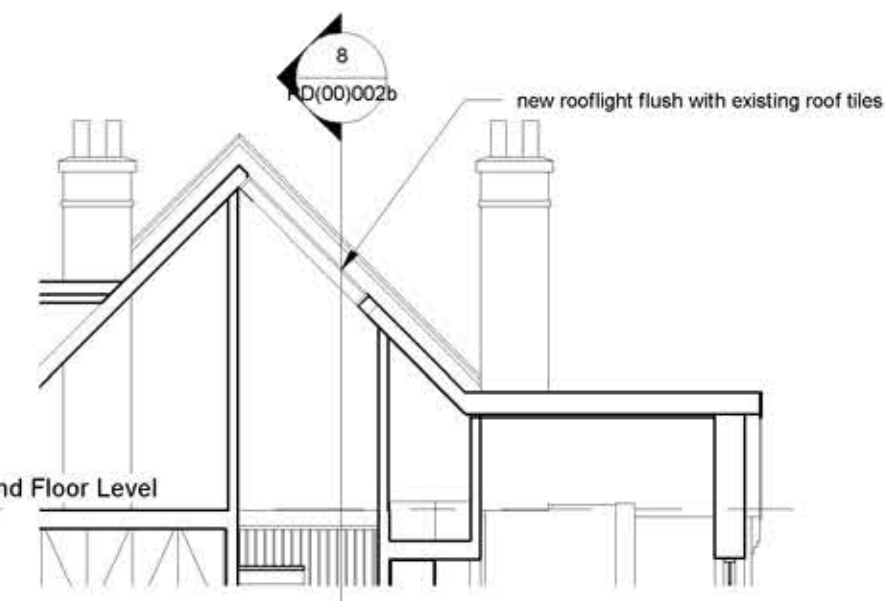 8
PD(00)002b
new rooflight flush with existing roof tiles
nd Floor Level